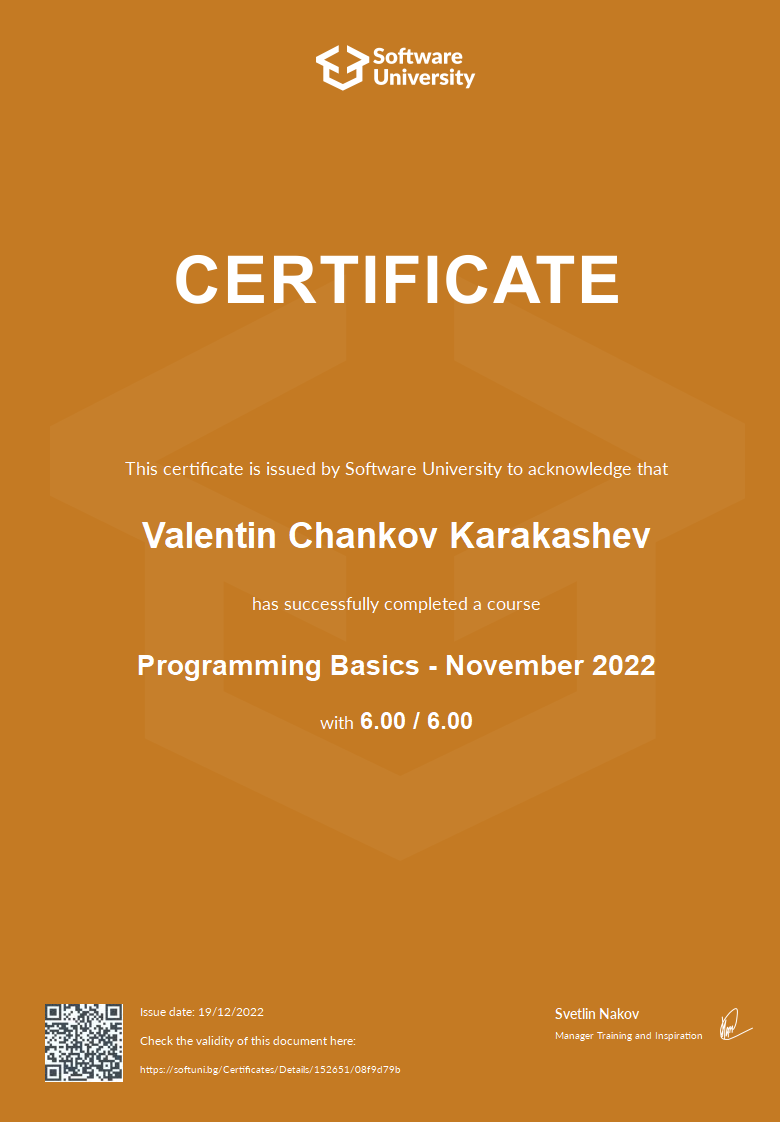 Software
University
CERTIFICATE
This certificate is issued by Software University to acknowledge that
Valentin Chankov Karakashev
has successfully completed a course
Programming Basics - November 2022
with 6.00 / 6.00
Issue date: 19/12/2022
Check the validity of this document here:
https://softuni.bg/Certificates/Details/152651/08f9d79b
Svetlin Nakov
Manager Training and Inspiration